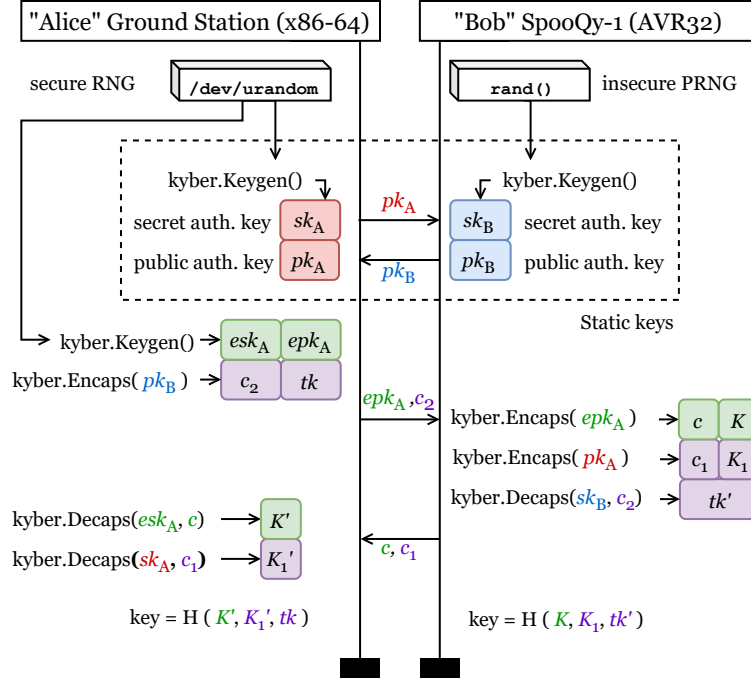 "Alice" Ground Station (x86-64)
"Bob" SpooQy-1 (AVR32)
secure RNG
/dev/urandom
rand()
insecure PRNG
kyber.Keygen()
kyber.Keygen()
secret auth. key
skA
pkA
skB
secret auth. key
public auth. key
pkA
pkB
pkB
public auth. key
Static keys
kyber.Keygen()
eskA
epkA
kyber.Encaps( pkB )
c2
tk
epkA ,c2
kyber.Encaps( epkA )
c
K
kyber.Encaps( pkA )
c1
K1
kyber.Decaps(skB, c2)
tk'
kyber.Decaps(eskA, c)
K'
kyber.Decaps(skA, c1)
K1'
c, c1
key = H ( K', K1', tk )
key = H ( K, K1, tk' )